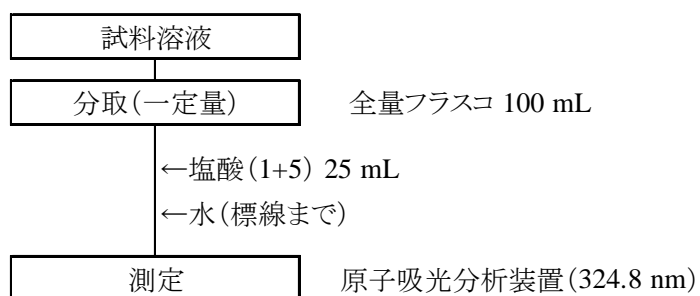 試料溶液
分取(一定量) 全量フラスコ 100 mL
←塩酸(1+5) 25 mL
←水(標線まで)
測定 原子吸光分析装置(324.8 nm)